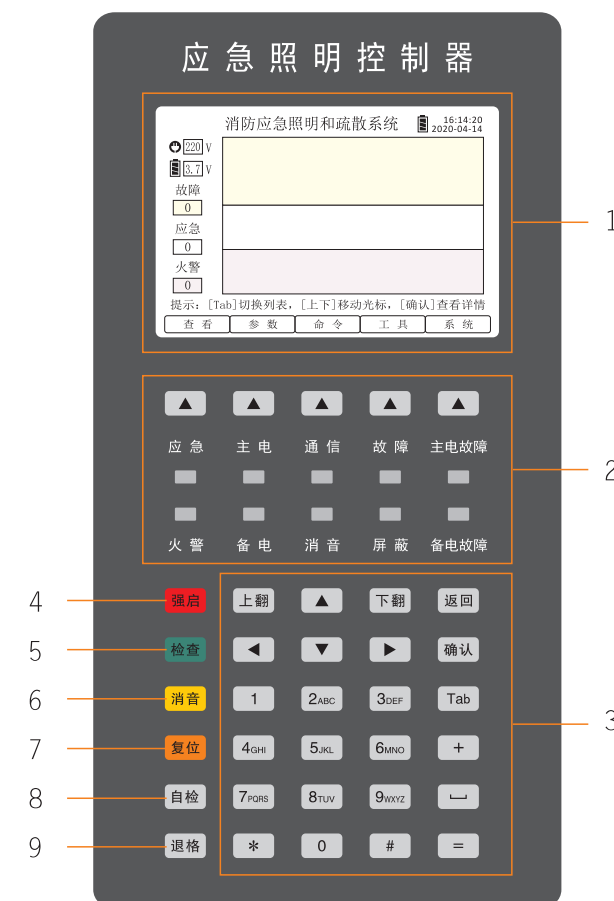 应急照明控制器
消防应急照明和疏散系统 16:14:20
2020-04-14
220 V
3.7 V
故障
0
应急
0
火警
0
提示：[Tab]切换列表，[上下]移动光标，[确认]查看详情
查看 参数 命令 工具 系统
1
▲ ▲ ▲ ▲ ▲
应急 主电 通信 故障 主电故障
2
火警 备电 消音 屏蔽 备电故障
4 强启 上翻 ▲ 下翻 返回
5 检查 ◀ ▼ ▶ 确认
6 消音 1 2ABC 3DEF Tab
3
7 复位 4GHI 5JKL 6MNO +
8 自检 7PQRS 8TUV 9WXYZ ⎵
9 退格 * 0 # =